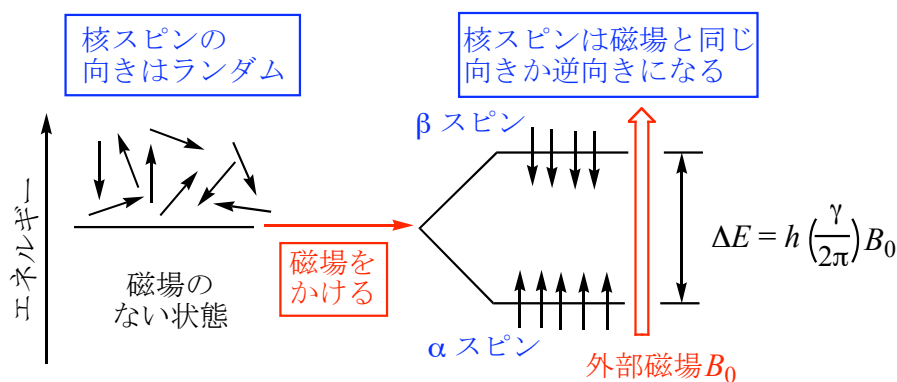 核スピンの
向きはランダム
核スピンは磁場と同じ
向きか逆向きになる
エネルギー
β スピン
磁場の
ない状態
磁場を
かける
ΔE = h (γ/2π) B₀
α スピン
外部磁場B₀